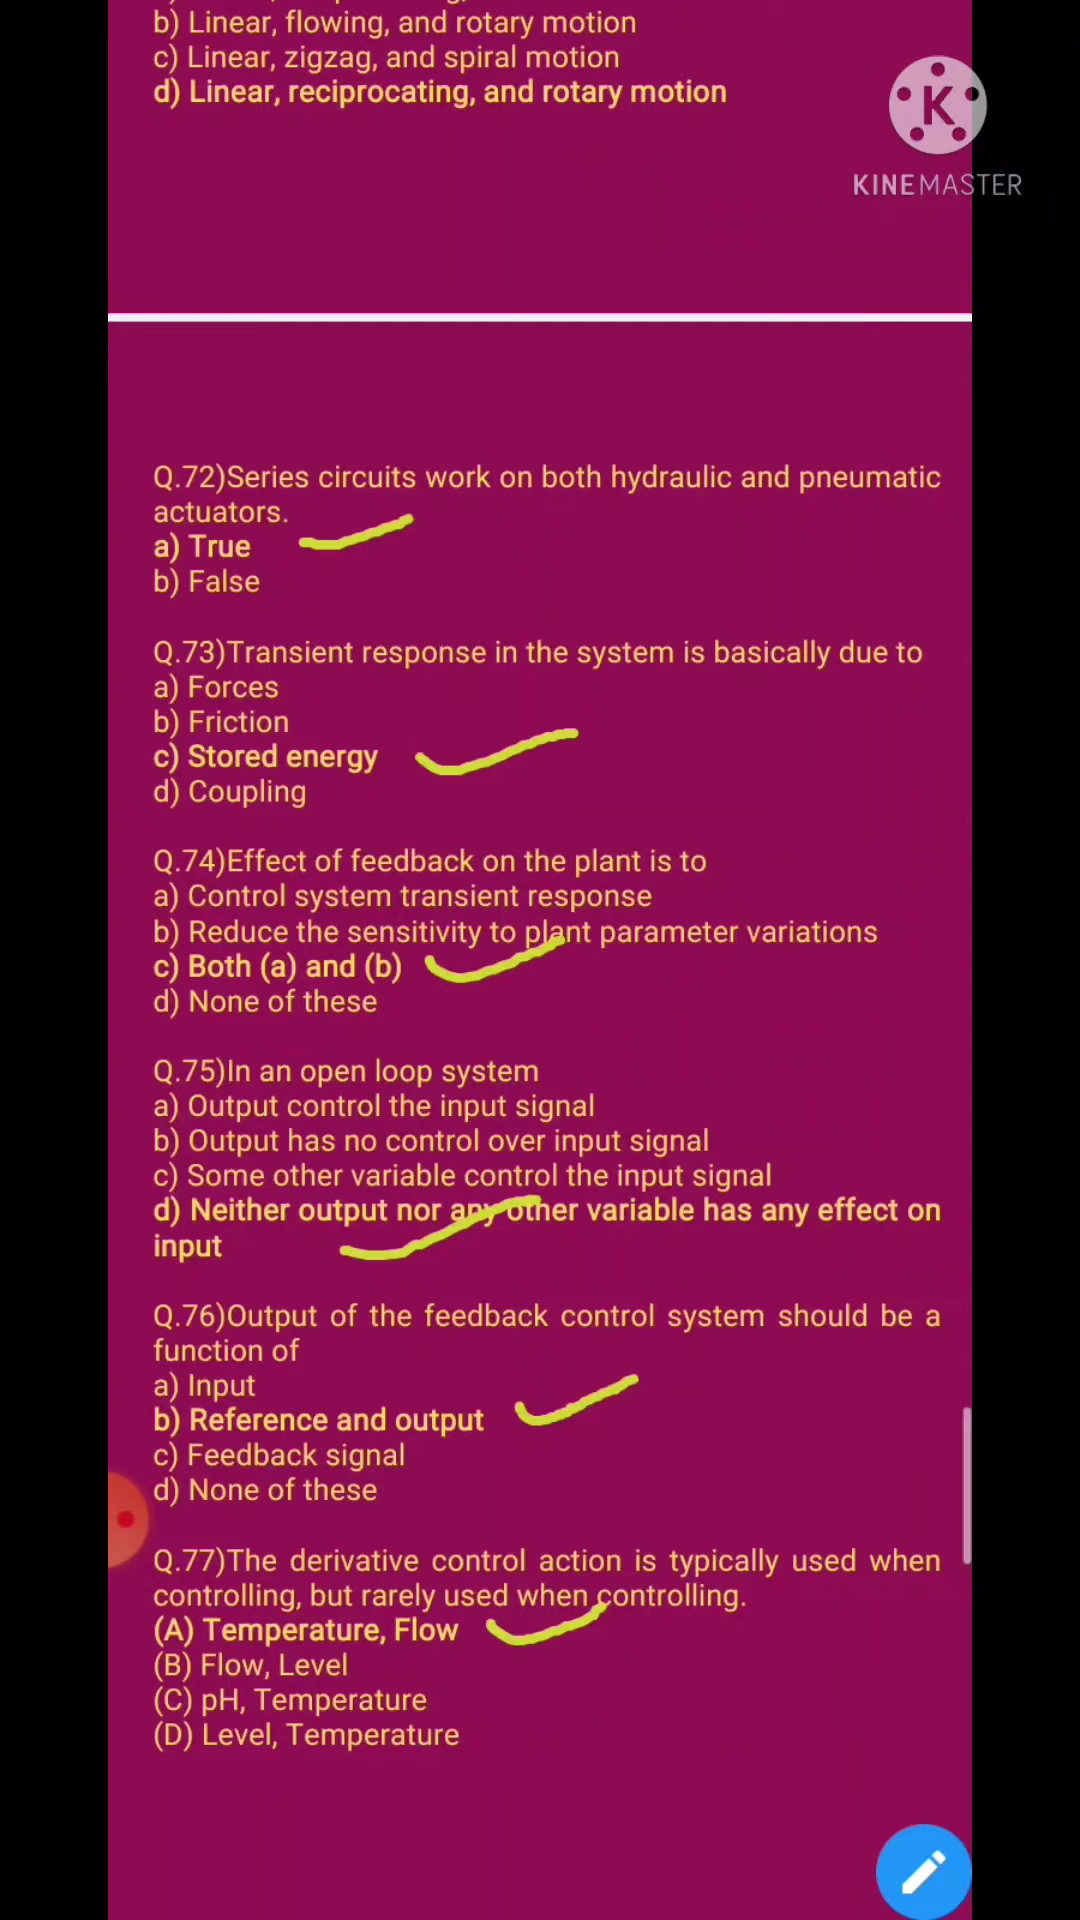 b) Linear, flowing, and rotary motion
c) Linear, zigzag, and spiral motion
d) Linear, reciprocating, and rotary motion
K
KINEMASTER
Q.72)Series circuits work on both hydraulic and pneumatic
actuators.
a) True
b) False
Q.73)Transient response in the system is basically due to
a) Forces
b) Friction
c) Stored energy
d) Coupling
Q.74)Effect of feedback on the plant is to
a) Control system transient response
b) Reduce the sensitivity to plant parameter variations
c) Both (a) and (b)
d) None of these
Q.75)In an open loop system
a) Output control the input signal
b) Output has no control over input signal
c) Some other variable control the input signal
d) Neither output nor any other variable has any effect on
input
Q.76)Output of the feedback control system should be a
function of
a) Input
b) Reference and output
c) Feedback signal
d) None of these
Q.77)The derivative control action is typically used when
controlling, but rarely used when controlling.
(A) Temperature, Flow
(B) Flow, Level
(C) pH, Temperature
(D) Level, Temperature